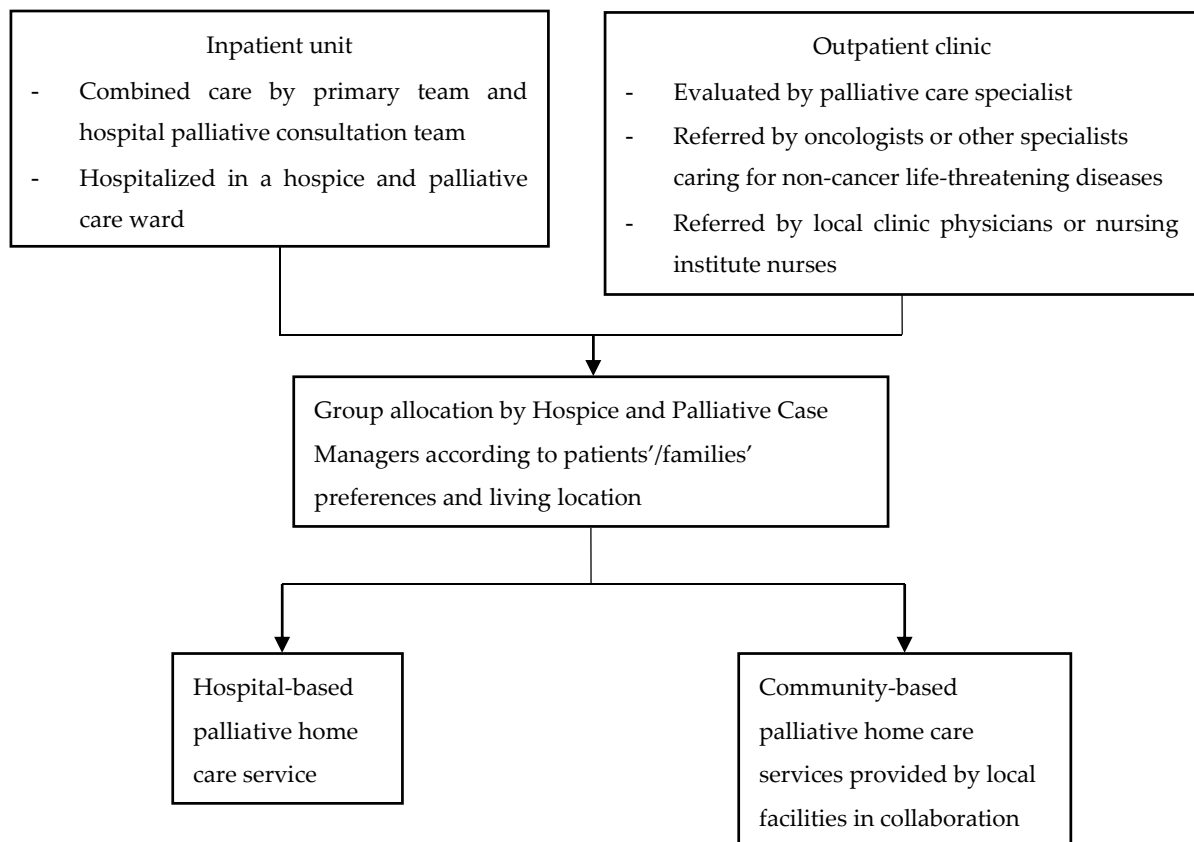 Inpatient unit
- Combined care by primary team and
hospital palliative consultation team
- Hospitalized in a hospice and palliative
care ward
Outpatient clinic
- Evaluated by palliative care specialist
- Referred by oncologists or other specialists
caring for non-cancer life-threatening diseases
- Referred by local clinic physicians or nursing
institute nurses
Group allocation by Hospice and Palliative Case
Managers according to patients’/families’
preferences and living location
Hospital-based
palliative home
care service
Community-based
palliative home care
services provided by local
facilities in collaboration